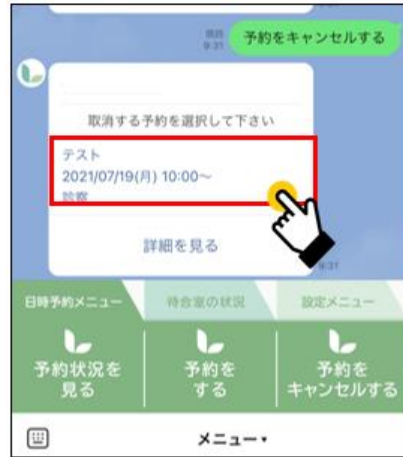 既読
9:31
予約をキャンセルする
取消する予約を選択して下さい
テスト
2021/07/19(月) 10:00～
診察
詳細を見る
9:31
日時予約メニュー
待合室の状況
設定メニュー
予約状況を
見る
予約を
する
予約を
キャンセルする
メニュー▾